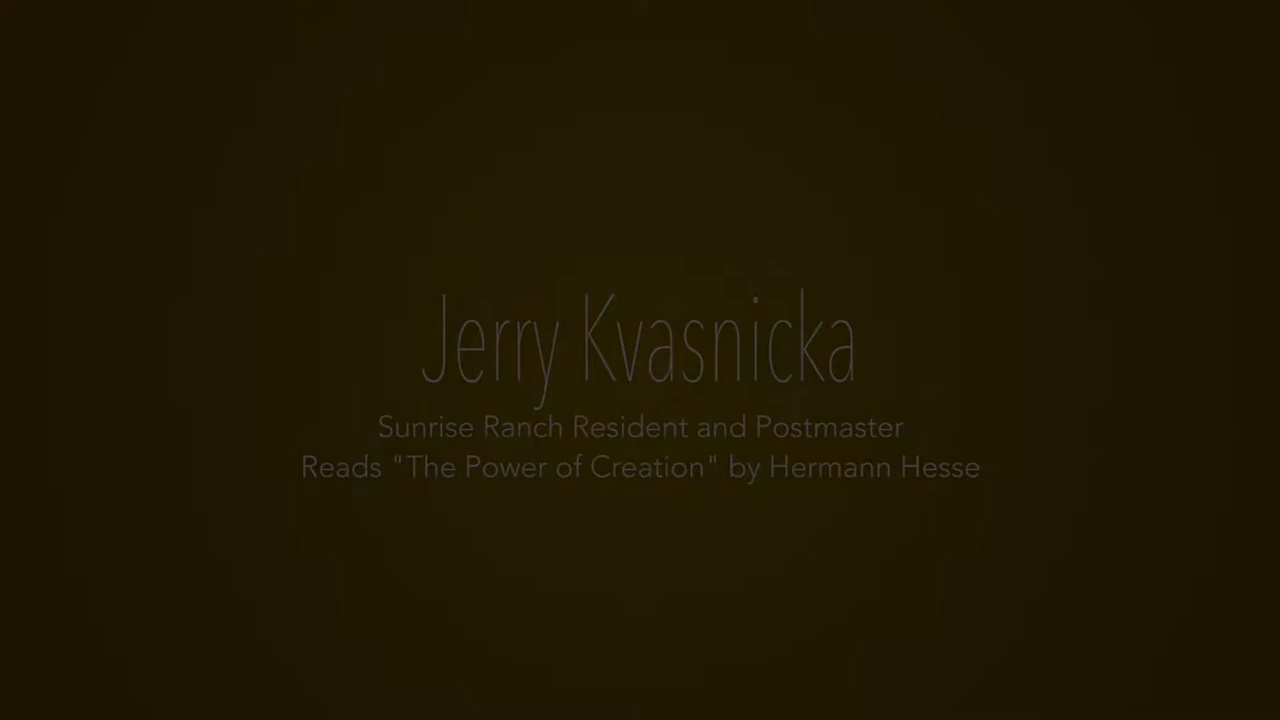 Jerry Kvasnicka
Sunrise Ranch Resident and Postmaster
Reads "The Power of Creation" by Hermann Hesse